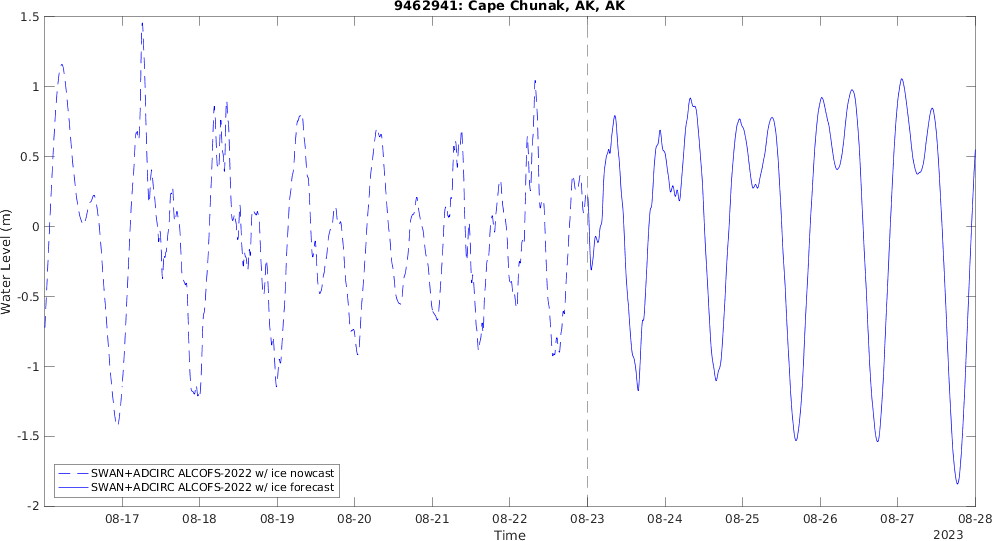 9462941: Cape Chunak, AK, AK
1.5
1
0.5
0
-0.5
-1
-1.5
-2
Water Level (m)
SWAN+ADCIRC ALCOFS-2022 w/ ice nowcast
SWAN+ADCIRC ALCOFS-2022 w/ ice forecast
08-17 08-18 08-19 08-20 08-21 08-22 08-23 08-24 08-25 08-26 08-27 08-28
Time
2023